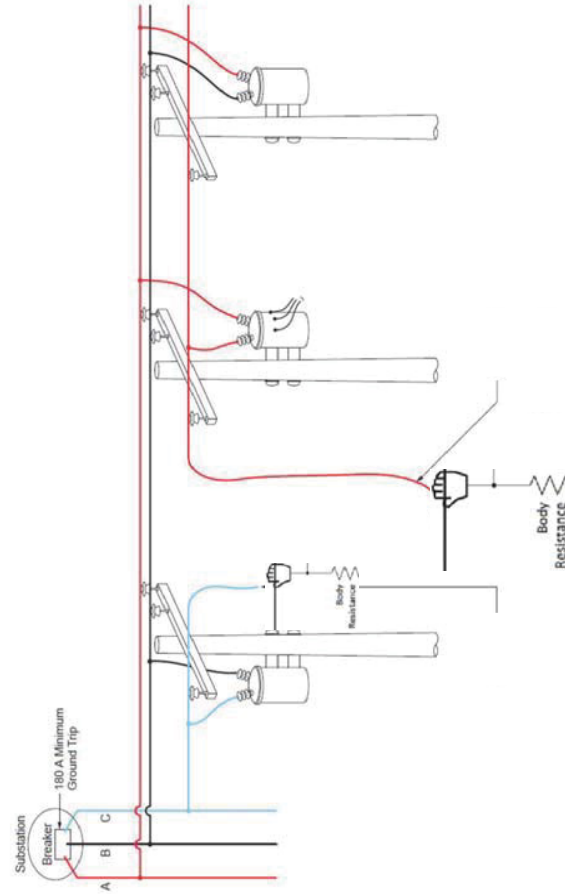 Substation
Breaker
180 A Minimum
Ground Trip
A
B
C
Body
Resistance
Body
Resistance